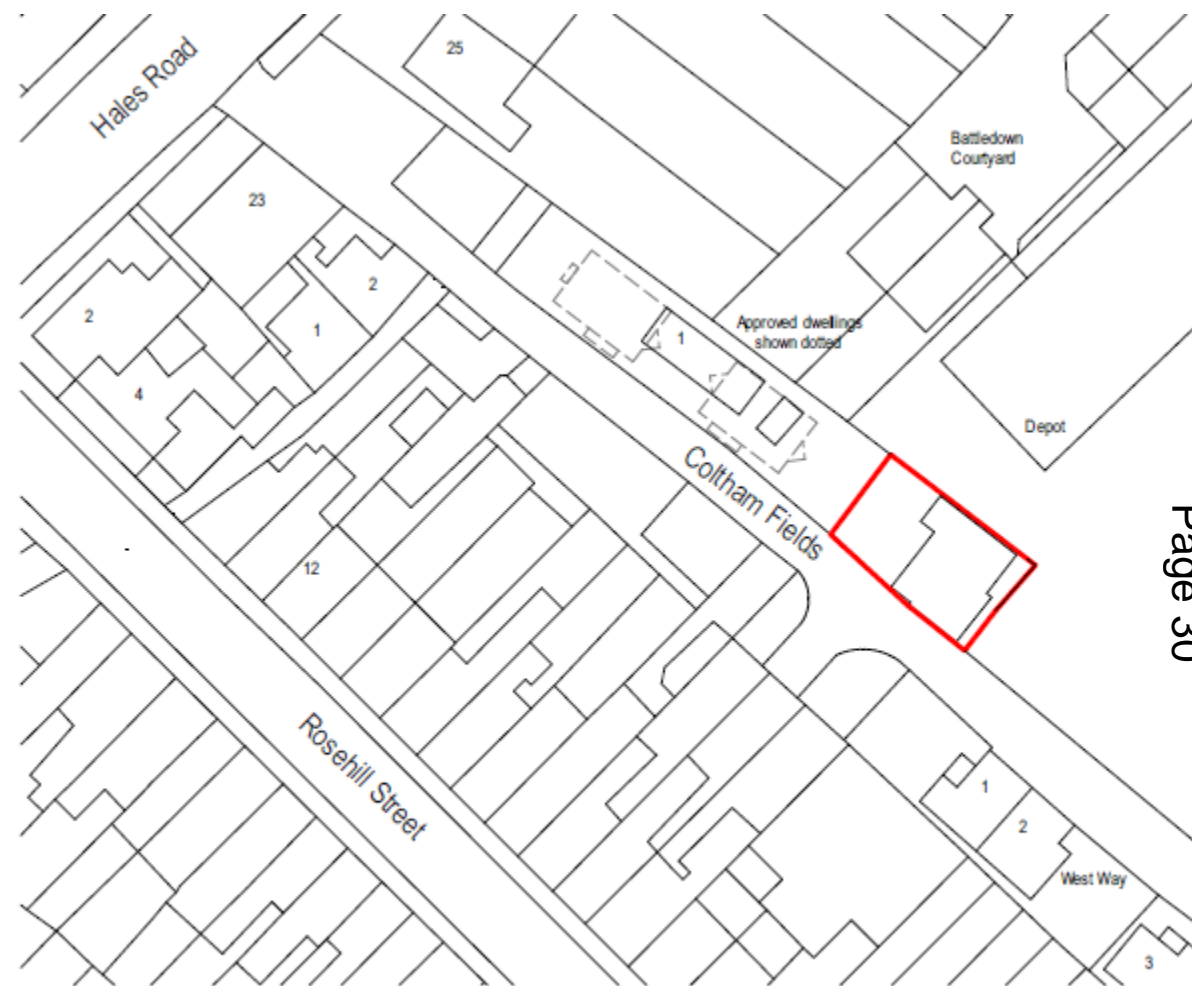 Hales Road
25
Battledown
Courtyard
23
2
2
1
Approved dwellings
shown dotted
1
4
Depot
Coltham Fields
Page 30
12
Rosehill Street
1
2
West Way
3